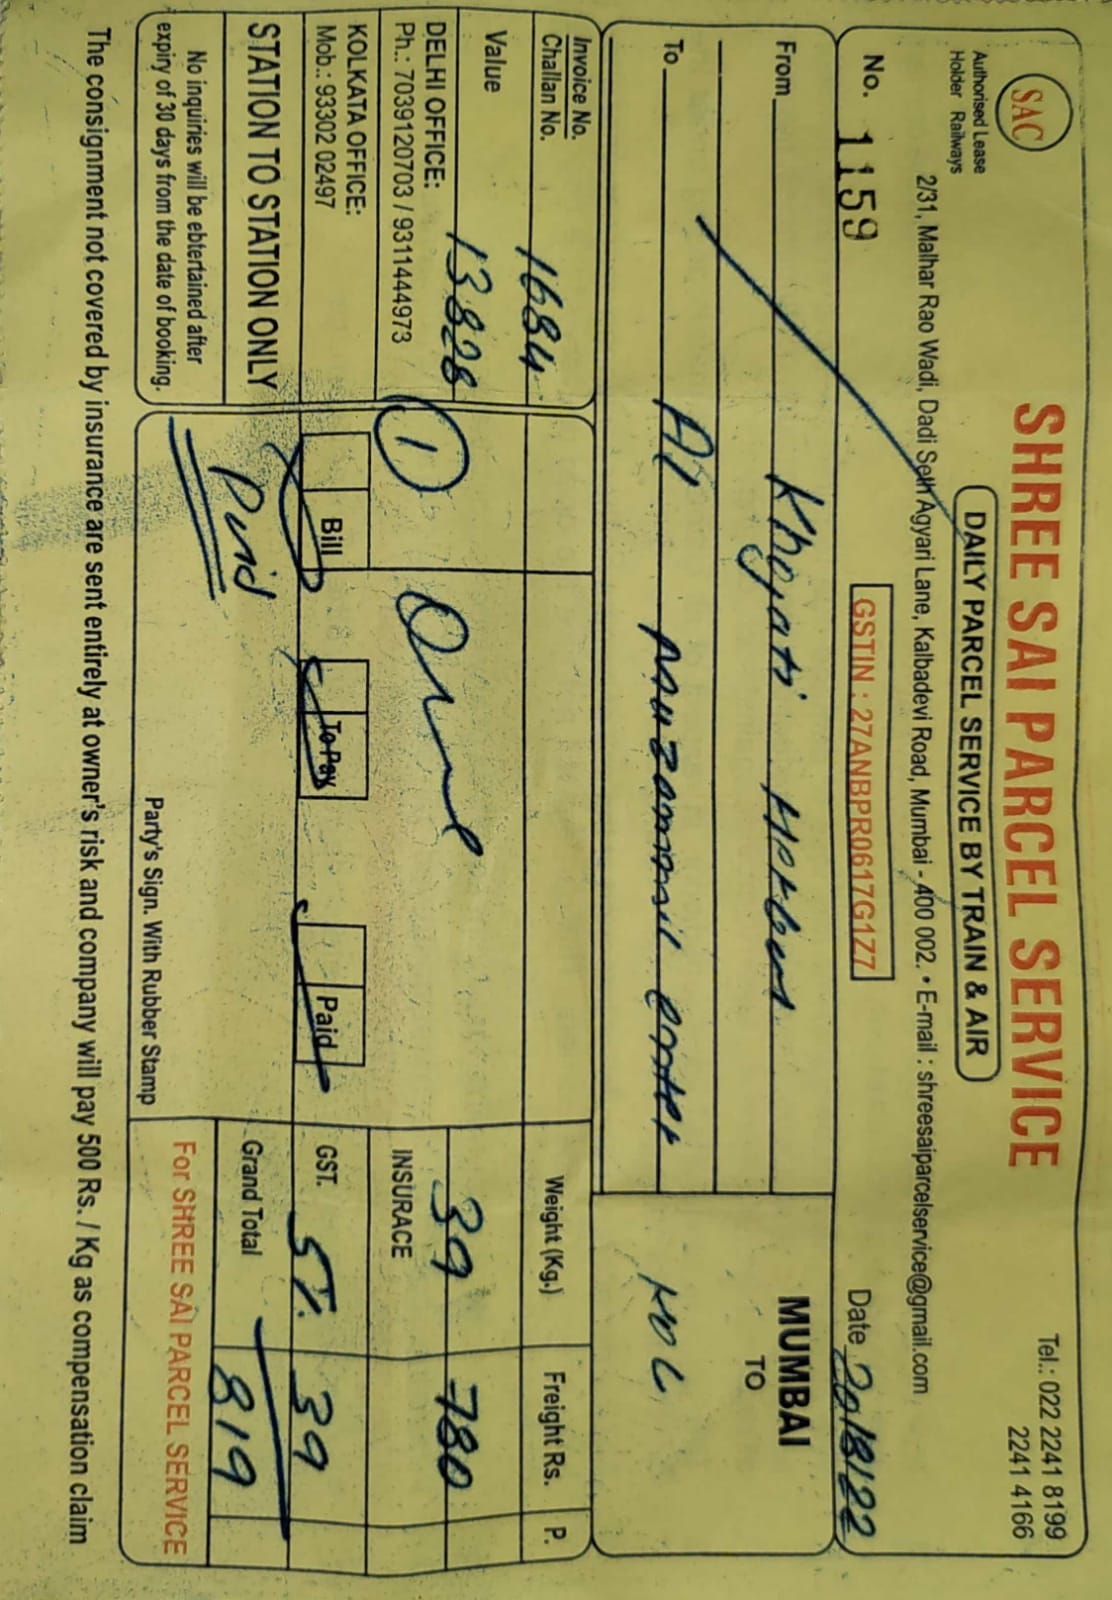 SAC
Authorised Lease
Holder Railways
SHREE SAI PARCEL SERVICE
Tel.: 022 2241 8199
2241 4166
DAILY PARCEL SERVICE BY TRAIN & AIR
2/31, Malhar Rao Wadi, Dadi Seth Agyari Lane, Kalbadevi Road, Mumbai - 400 002. • E-mail : shreesaiparcelservice@gmail.com
No. 1159
GSTIN : 27ANBPR0617G1Z7
Date 20/8/22
From Khyati
MUMBAI
TO
To Al
Invoice No.
Challan No. 1684
Weight (Kg.) Freight Rs. P.
Value 13828
39 780
DELHI OFFICE:
Ph.: 7039120703 / 9311444973
1
INSURACE
KOLKATA OFFICE:
Mob.: 93302 02497
Bill To Pay Paid
GST. 5% 39
STATION TO STATION ONLY
Paid
Grand Total 819
No inquiries will be ebtertained after
expiry of 30 days from the date of booking.
Party's Sign. With Rubber Stamp
For SHREE SAI PARCEL SERVICE
The consignment not covered by insurance are sent entirely at owner's risk and company will pay 500 Rs. / Kg as compensation claim